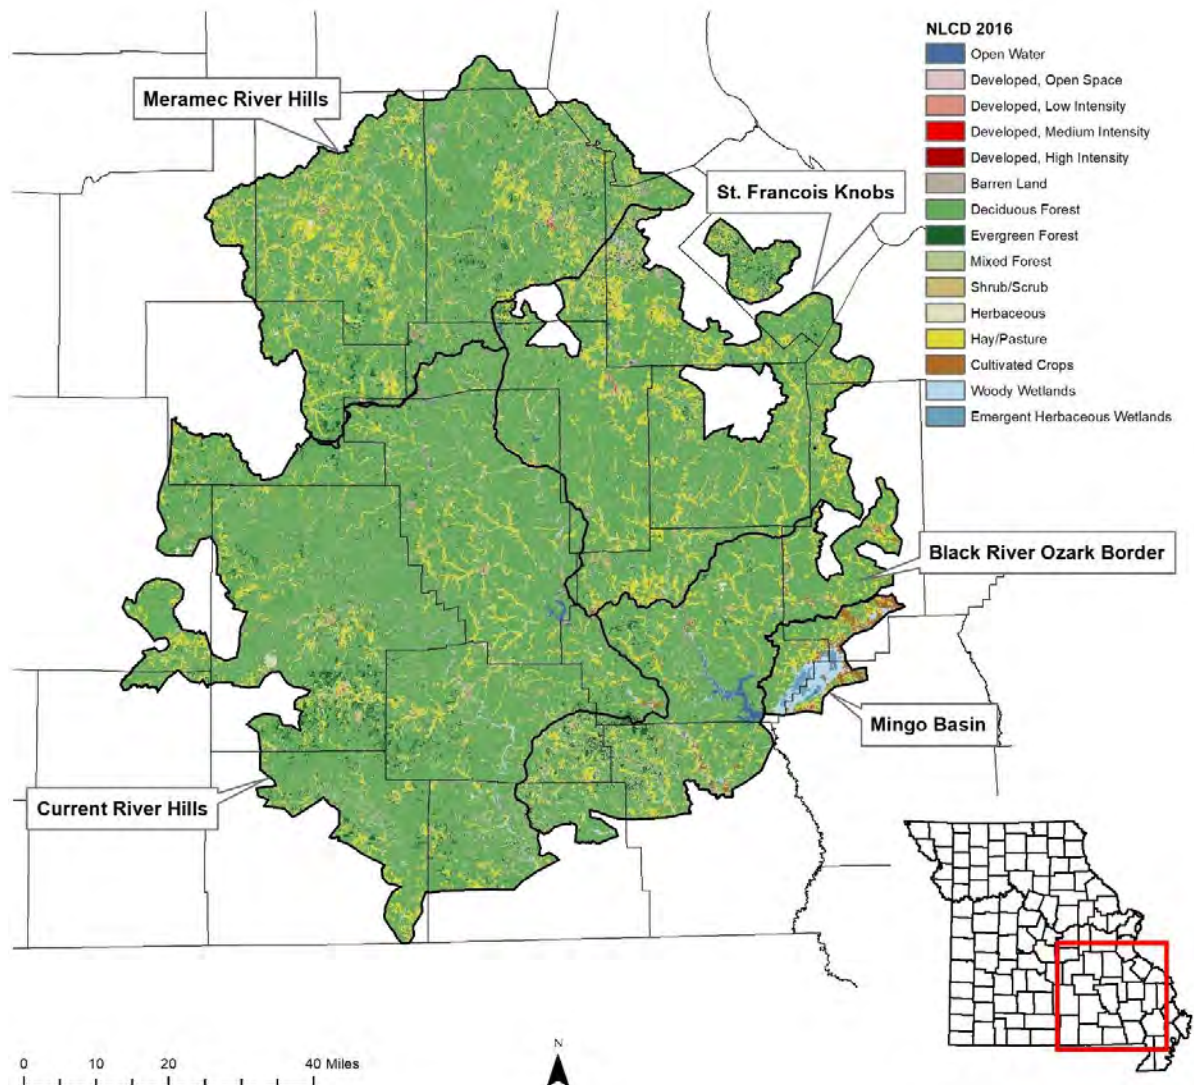 NLCD 2016
Open Water
Developed, Open Space
Developed, Low Intensity
Developed, Medium Intensity
Developed, High Intensity
Barren Land
Deciduous Forest
Evergreen Forest
Mixed Forest
Shrub/Scrub
Herbaceous
Hay/Pasture
Cultivated Crops
Woody Wetlands
Emergent Herbaceous Wetlands
Meramec River Hills
St. Francois Knobs
Black River Ozark Border
Mingo Basin
Current River Hills
N
0 10 20 40 Miles